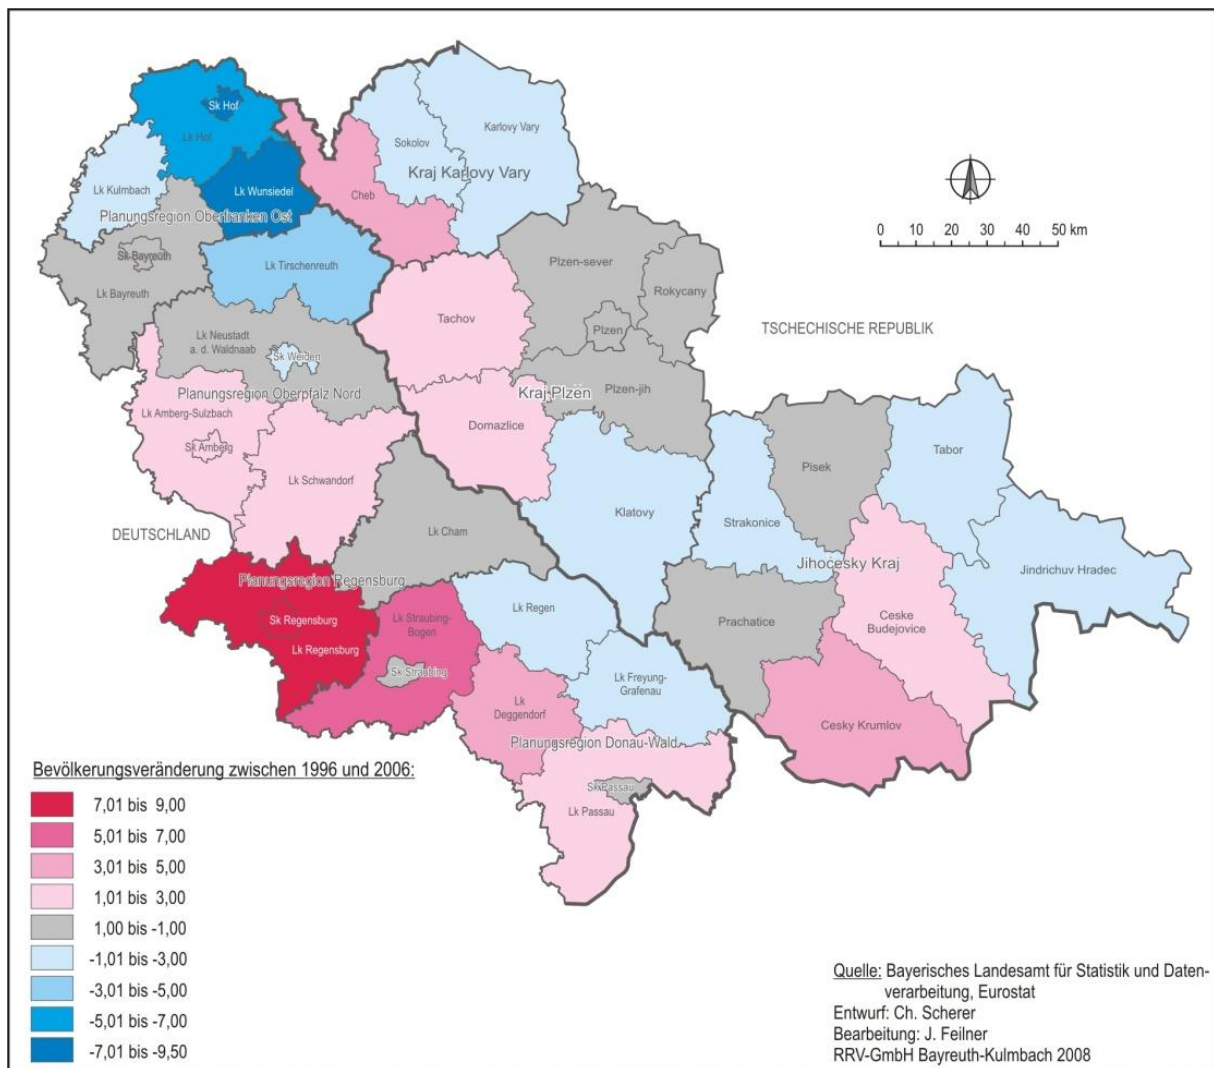 Sk Hof
Lk Hof
Karlovy Vary
Sokolov
Kraj Karlovy Vary
Lk Kulmbach
Lk Wunsiedel
Cheb
Planungsregion Oberfranken Ost
0 10 20 30 40 50 km
Sk Bayreuth
Lk Tirschenreuth
Plzen-sever
Rokycany
Lk Bayreuth
Tachov
TSCHECHISCHE REPUBLIK
Plzen
Lk Neustadt
a. d. Waldnaab
Sk Weiden
Planungsregion Oberpfalz Nord
Kraj Plzeň
Plzen-jih
Lk Amberg-Sulzbach
Domazlice
Sk Amberg
Tabor
Pisek
Lk Schwandorf
Klatovy
Strakonice
DEUTSCHLAND
Lk Cham
Jihočesky Kraj
Jindrichuv Hradec
Planungsregion Regensburg
Lk Regen
Sk Regensburg
Lk Straubing-
Bogen
Prachatice
Ceske
Budejovice
Lk Regensburg
Sk Straubing
Lk Freyung-
Grafenau
Lk
Deggendorf
Cesky Krumlov
Planungsregion Donau-Wald
Sk Passau
Lk Passau
Bevölkerungsveränderung zwischen 1996 und 2006:
7,01 bis 9,00
5,01 bis 7,00
3,01 bis 5,00
1,01 bis 3,00
1,00 bis -1,00
-1,01 bis -3,00
-3,01 bis -5,00
-5,01 bis -7,00
-7,01 bis -9,50
Quelle: Bayerisches Landesamt für Statistik und Daten-
verarbeitung, Eurostat
Entwurf: Ch. Scherer
Bearbeitung: J. Feilner
RRV-GmbH Bayreuth-Kulmbach 2008